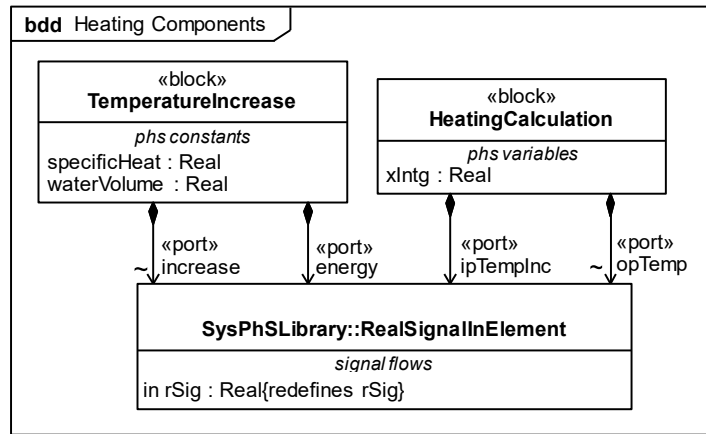 bdd Heating Components
«block»
TemperatureIncrease
phs constants
specificHeat : Real
waterVolume : Real
«block»
HeatingCalculation
phs variables
xIntg : Real
«port»
~ increase
«port»
energy
«port»
ipTempInc
«port»
~ opTemp
SysPhSLibrary::RealSignalInElement
signal flows
in rSig : Real{redefines rSig}